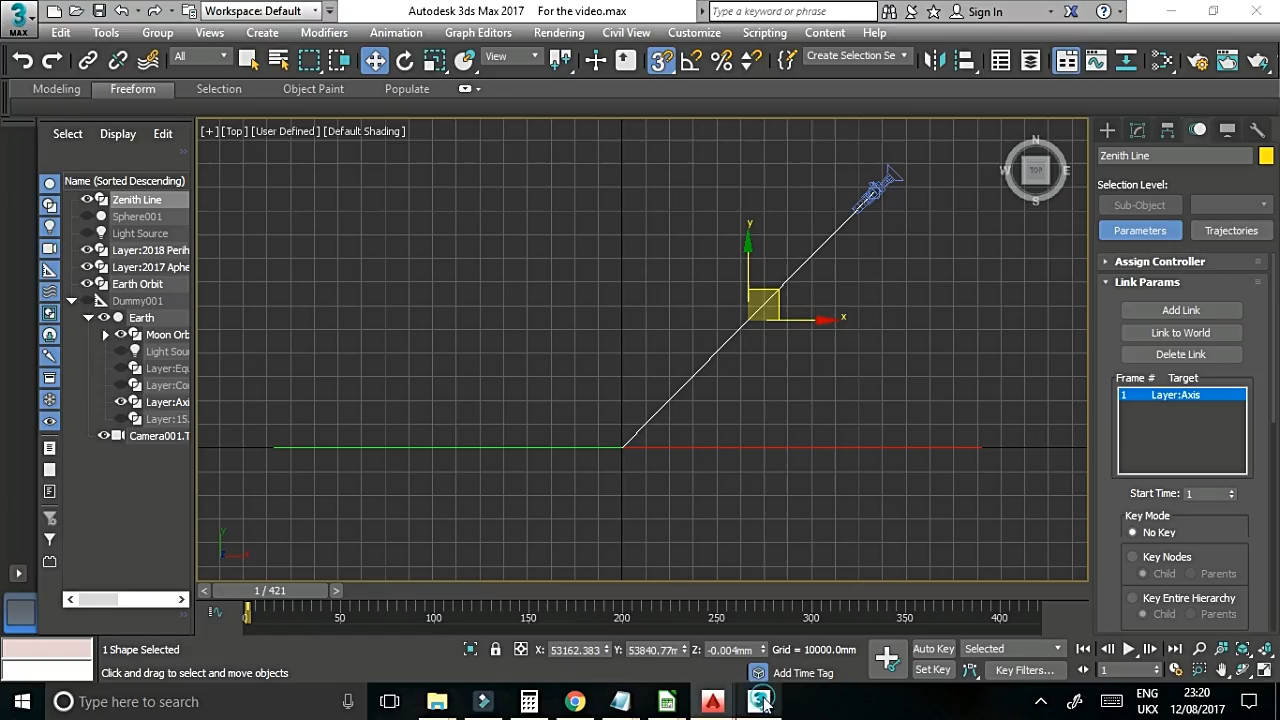 3 MAX
Workspace: Default
Autodesk 3ds Max 2017 For the video.max
Type a keyword or phrase
Sign In
Edit Tools Group Views Create Modifiers Animation Graph Editors Rendering Civil View Customize Scripting Content Help
All
View
3
Create Selection Se
Modeling Freeform Selection Object Paint Populate
Select Display Edit
[+] [Top] [User Defined] [Default Shading]
Name (Sorted Descending)
Zenith Line
Sphere001
Light Source
Layer:2018 Perih
Layer:2017 Aphe
Earth Orbit
Dummy001
Earth
Moon Orb
Light Sou
Layer:Equ
Layer:Coi
Layer:Axi
Layer:15.
Camera001.T
N
W TOP E
S
y
x
y
x
Zenith Line
Selection Level:
Sub-Object
Parameters Trajectories
Assign Controller
Link Params
Add Link
Link to World
Delete Link
Frame # Target
1 Layer:Axis
Start Time: 1
Key Mode
No Key
Key Nodes
Child Parents
Key Entire Hierarchy
Child Parents
1 / 421
0 50 100 150 200 250 300 350 400
1 Shape Selected
Click and drag to select and move objects
X: 53162.383 Y: 53840.77m Z: -0.004mm Grid = 10000.0mm
Add Time Tag
Auto Key Selected
Set Key Key Filters...
1
Type here to search
ENG
UKX
23:20
12/08/2017